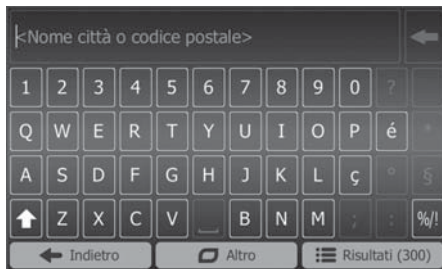 <Nome città o codice postale>
1 2 3 4 5 6 7 8 9 0 ?
Q W E R T Y U I O P é *
A S D F G H J K L ç ° §
Z X C V B N M ; : %/!
Indietro Altro Risultati (300)